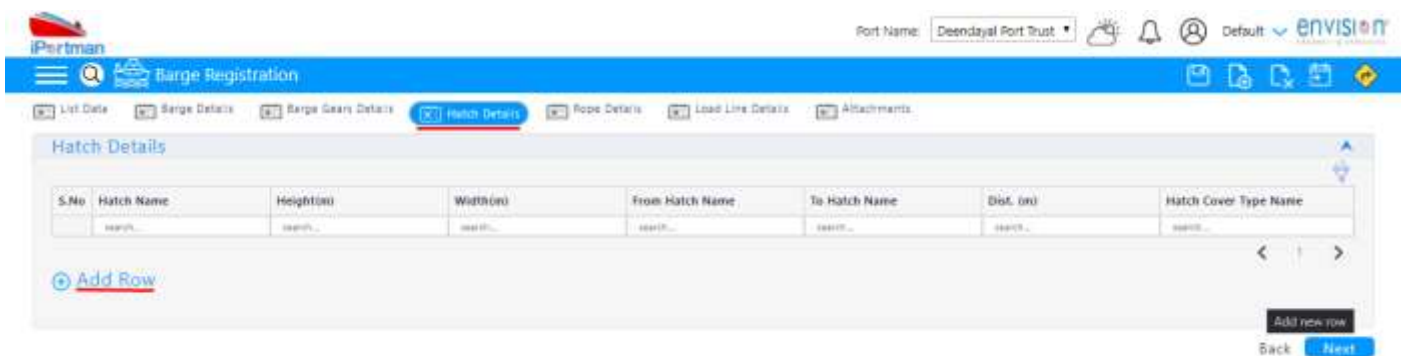 Port Name: Deendayal Port Trust Default envision
iPortman
Barge Registration
List Data Barge Details Barge Gears Details Hatch Details Rope Details Load Line Details Attachments
Hatch Details
S.No Hatch Name Height(m) Width(m) From Hatch Name To Hatch Name Dist. (m) Hatch Cover Type Name
search... search... search... search... search... search... search...
1
Add Row
Add new row
Back Next